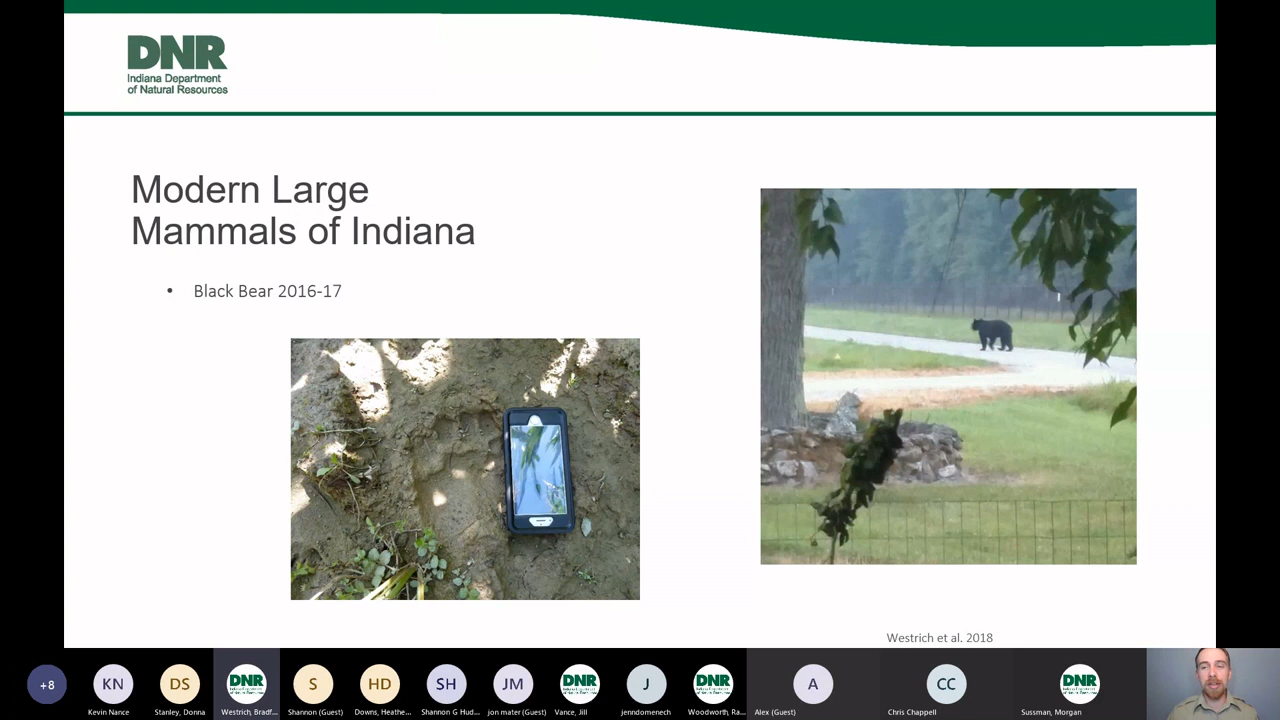 DNR
Indiana Department
of Natural Resources
Modern Large
Mammals of Indiana
• Black Bear 2016-17
Westrich et al. 2018
+8
KN
DS
DNR
S
HD
SH
JM
DNR
J
DNR
A
CC
DNR
Kevin Nance
Stanley, Donna
Westrich, Bradf...
Shannon (Guest)
Downs, Heathe...
Shannon G Hud...
jon mater (Guest)
Vance, Jill
jenndomenech
Woodworth, Ra...
Alex (Guest)
Chris Chappell
Sussman, Morgan